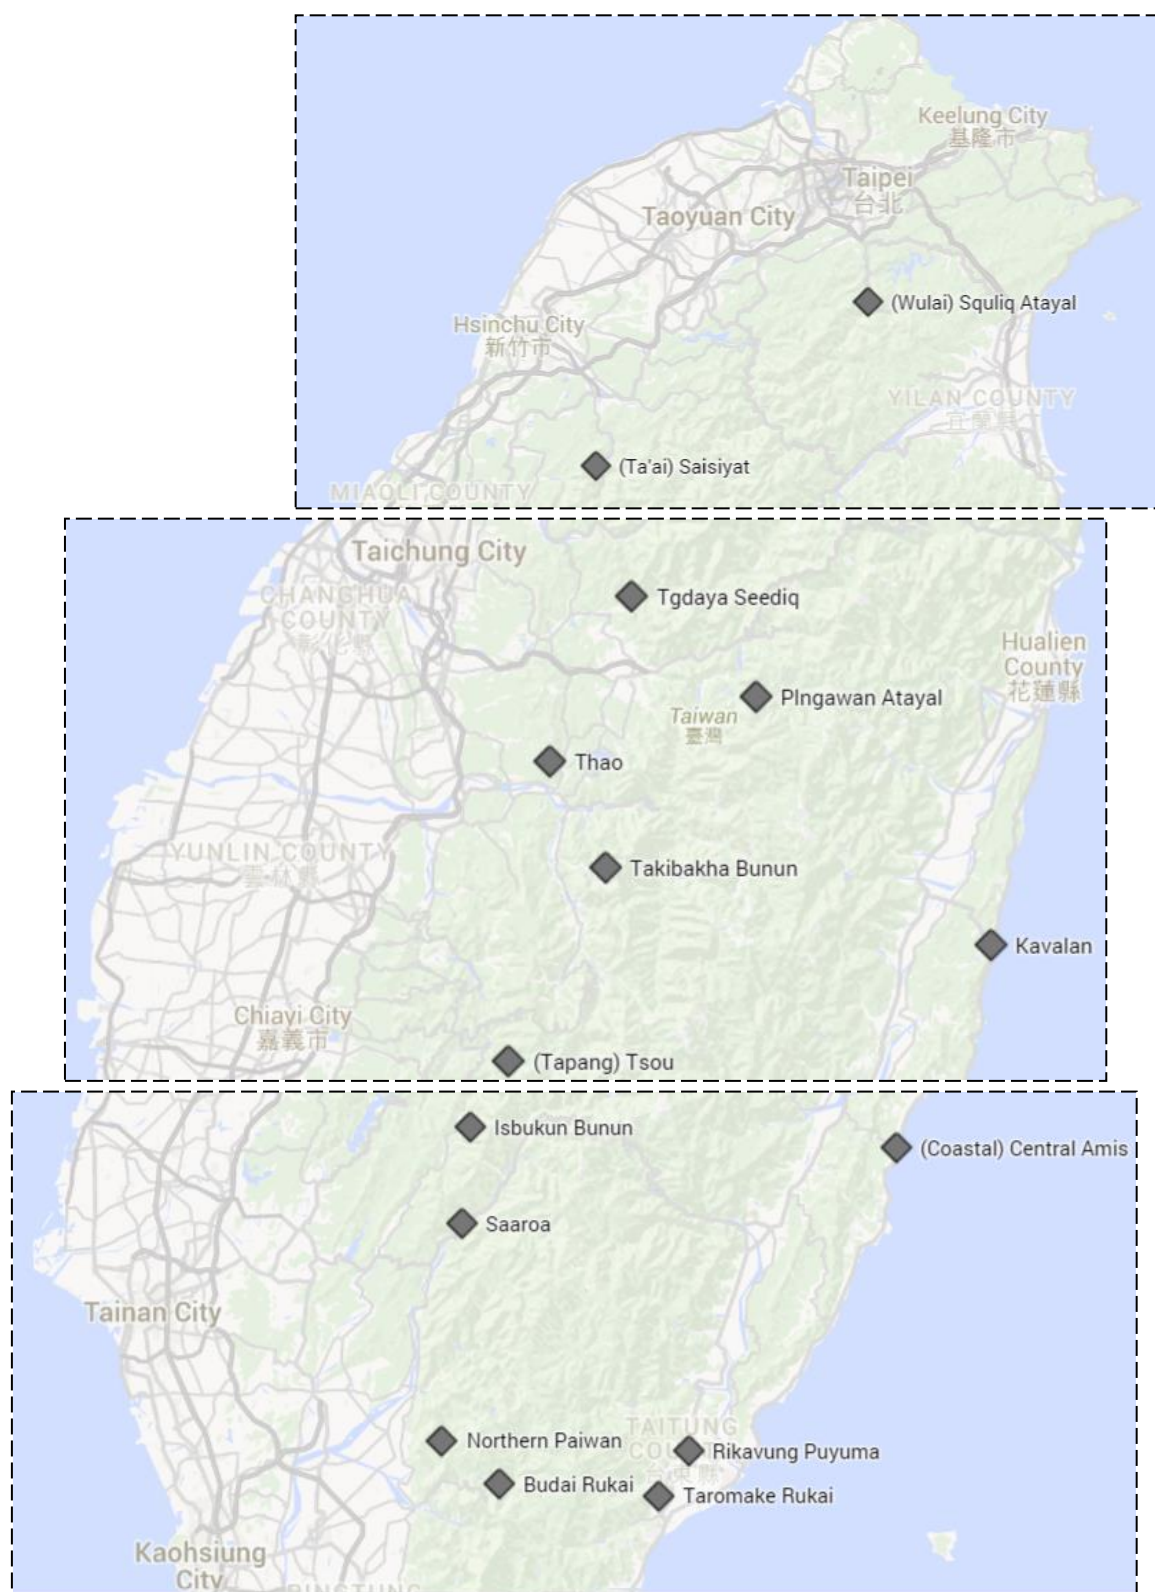 Keelung City
基隆市
Taipei
台北
Taoyuan City
(Wulai) Squliq Atayal
Hsinchu City
新竹市
YILAN COUNTY
宜蘭縣
(Ta'ai) Saisiyat
MIAOLI COUNTY
Taichung City
CHANGHUA
COUNTY
彰化縣
Tgdaya Seediq
Hualien
County
花蓮縣
Plngawan Atayal
Taiwan
臺灣
Thao
YUNLIN COUNTY
雲林縣
Takibakha Bunun
Kavalan
Chiayi City
嘉義市
(Tapang) Tsou
Isbukun Bunun
(Coastal) Central Amis
Saaroa
Tainan City
Northern Paiwan
TAITUNG
Rikavung Puyuma
Budai Rukai
Taromake Rukai
Kaohsiung
City
PINGTUNG